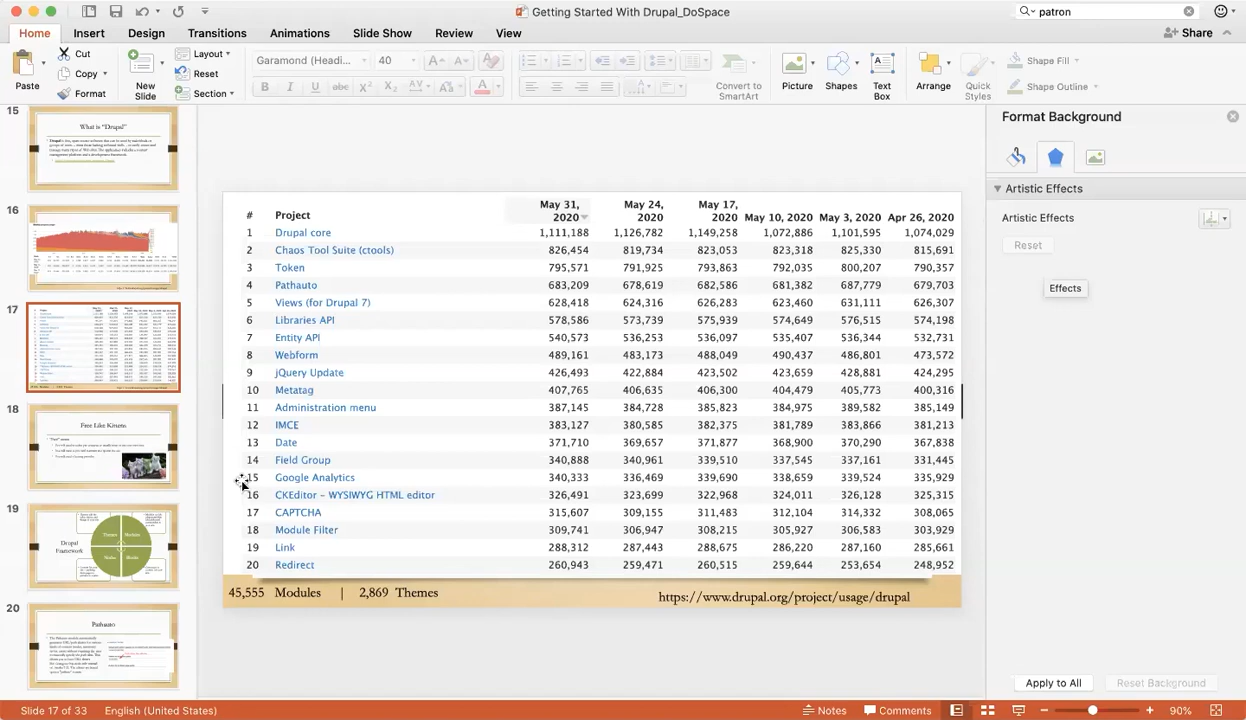 Getting Started With Drupal_DoSpace
patron
Home Insert Design Transitions Animations Slide Show Review View
Share
Paste
Cut
Copy
Format
New Slide
Layout
Reset
Section
Garamond (Headi... 40
Convert to SmartArt
Picture Shapes Text Box Arrange Quick Styles
Shape Fill
Shape Outline
15
What is "Drupal"
16
17
18
Free Like Kittens
19
Drupal Framework
20
Pathauto
# Project May 31, 2020 May 24, 2020 May 17, 2020 May 10, 2020 May 3, 2020 Apr 26, 2020
1 Drupal core 1,111,188 1,126,782 1,149,258 1,072,886 1,101,595 1,074,029
2 Chaos Tool Suite (ctools) 826,454 819,734 823,053 823,318 825,330 815,691
3 Token 795,571 791,925 793,863 792,035 800,207 790,357
4 Pathauto 683,209 678,619 682,586 681,382 687,779 679,703
5 Views (for Drupal 7) 628,418 624,316 626,283 623,460 631,111 626,307
6 Libraries API 578,586 573,739 575,939 574,649 576,515 574,198
7 Entity API 540,573 536,253 536,097 535,407 536,344 532,731
8 Webform 489,161 483,173 488,049 490,437 486,801 473,572
9 jQuery Update 426,493 422,884 423,502 423,659 428,881 424,295
10 Metatag 407,765 406,635 406,300 404,479 405,773 400,316
11 Administration menu 387,145 384,728 385,823 384,975 389,582 385,149
12 IMCE 383,127 380,585 382,375 381,789 383,866 381,213
13 Date 371,710 369,657 371,877 368,900 370,290 367,838
14 Field Group 340,888 340,961 339,510 337,545 337,161 331,445
15 Google Analytics 340,333 336,469 339,690 338,659 339,524 335,929
16 CKEditor - WYSIWYG HTML editor 326,491 323,699 322,968 324,011 326,128 325,315
17 CAPTCHA 315,607 309,155 311,483 312,104 314,332 308,065
18 Module Filter 309,741 306,947 308,215 305,927 306,583 303,929
19 Link 288,312 287,443 288,675 286,220 287,160 285,661
20 Redirect 260,943 259,471 260,515 259,644 253,654 248,952
45,555 Modules | 2,869 Themes
https://www.drupal.org/project/usage/drupal
Format Background
Artistic Effects
Artistic Effects
Reset
Effects
Apply to All
Reset Background
Slide 17 of 33 English (United States) Notes Comments 90%